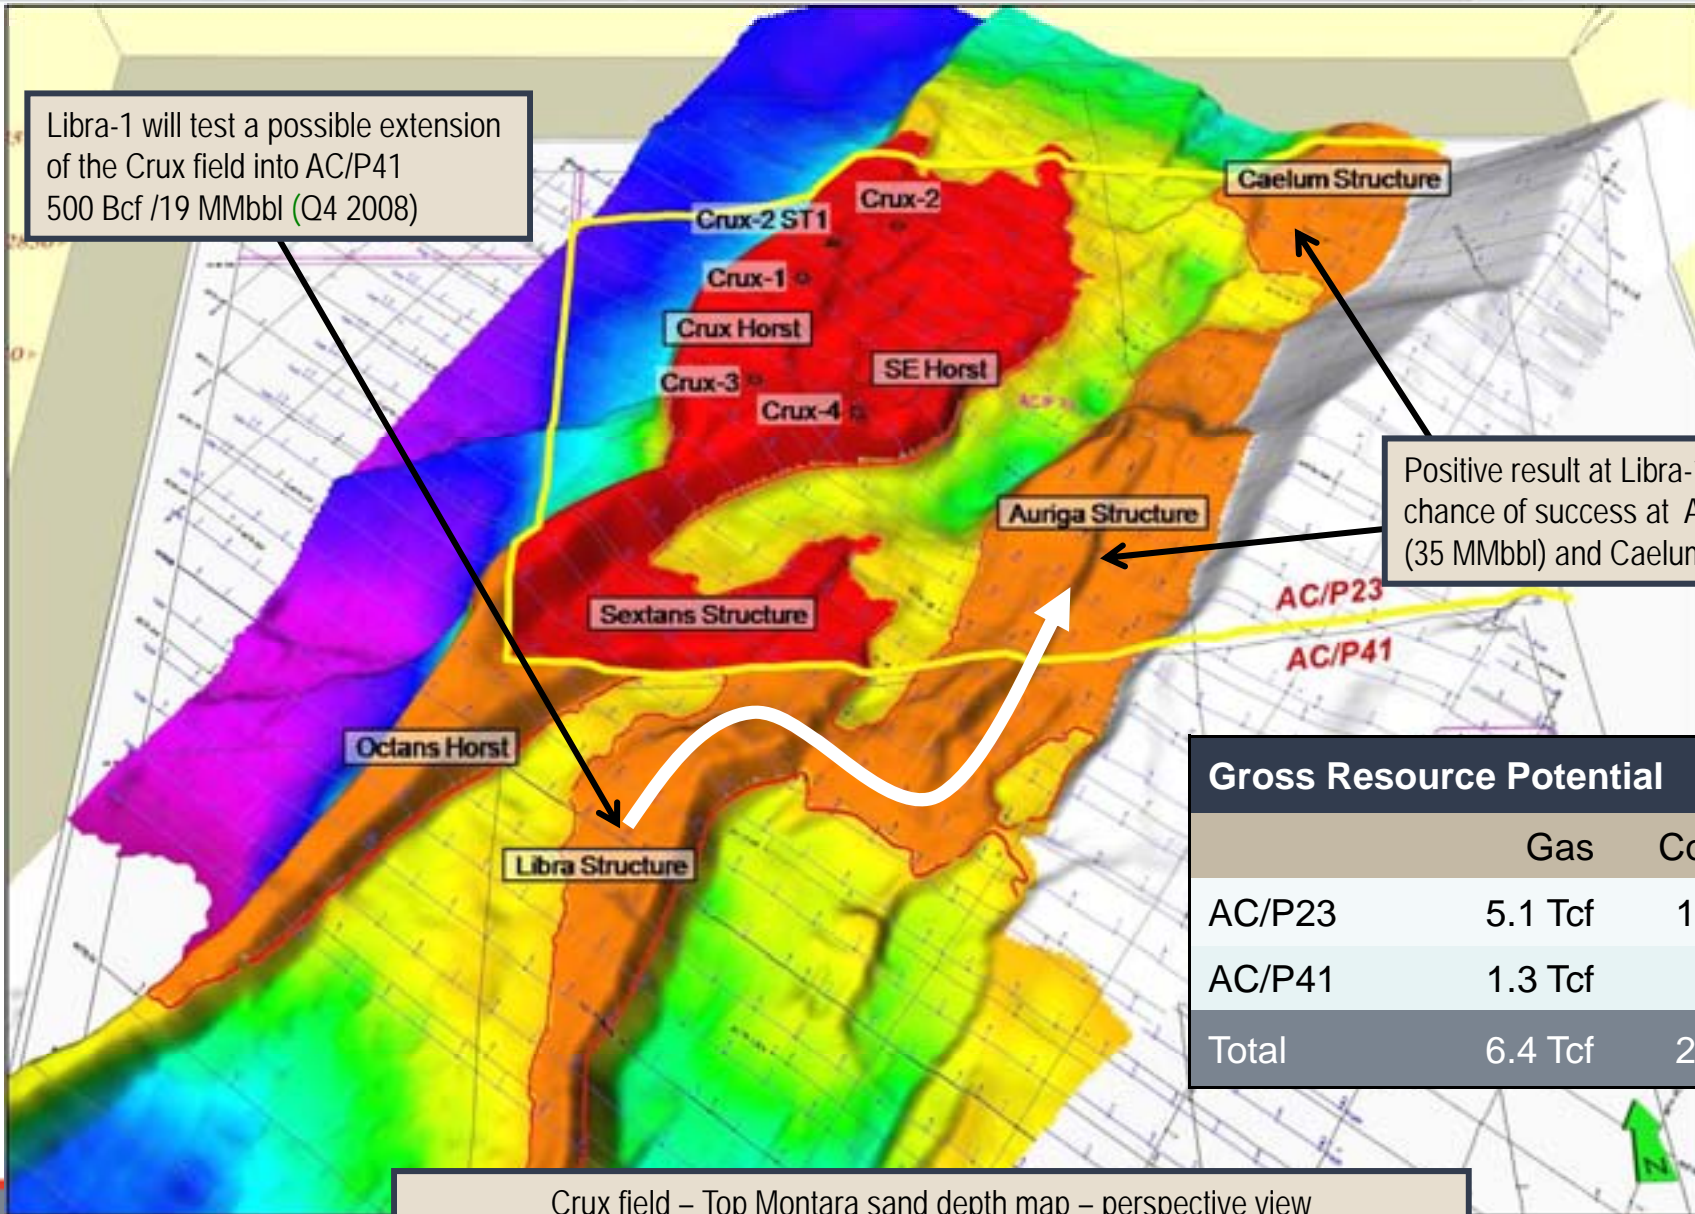 Libra-1 will test a possible extension
of the Crux field into AC/P41
500 Bcf /19 MMbbl (Q4 2008)
Caelum Structure
Crux-2
Crux-2 ST1
Crux-1
Crux Horst
SE Horst
Crux-3
Crux-4
Positive result at Libra-
chance of success at A
(35 MMbbl) and Caelum
Auriga Structure
AC/P23
Sextans Structure
AC/P41
Octans Horst
Libra Structure
Gross Resource Potential
Gas Co
AC/P23 5.1 Tcf 1
AC/P41 1.3 Tcf
Total 6.4 Tcf 2
N
Crux field – Top Montara sand depth map – perspective view